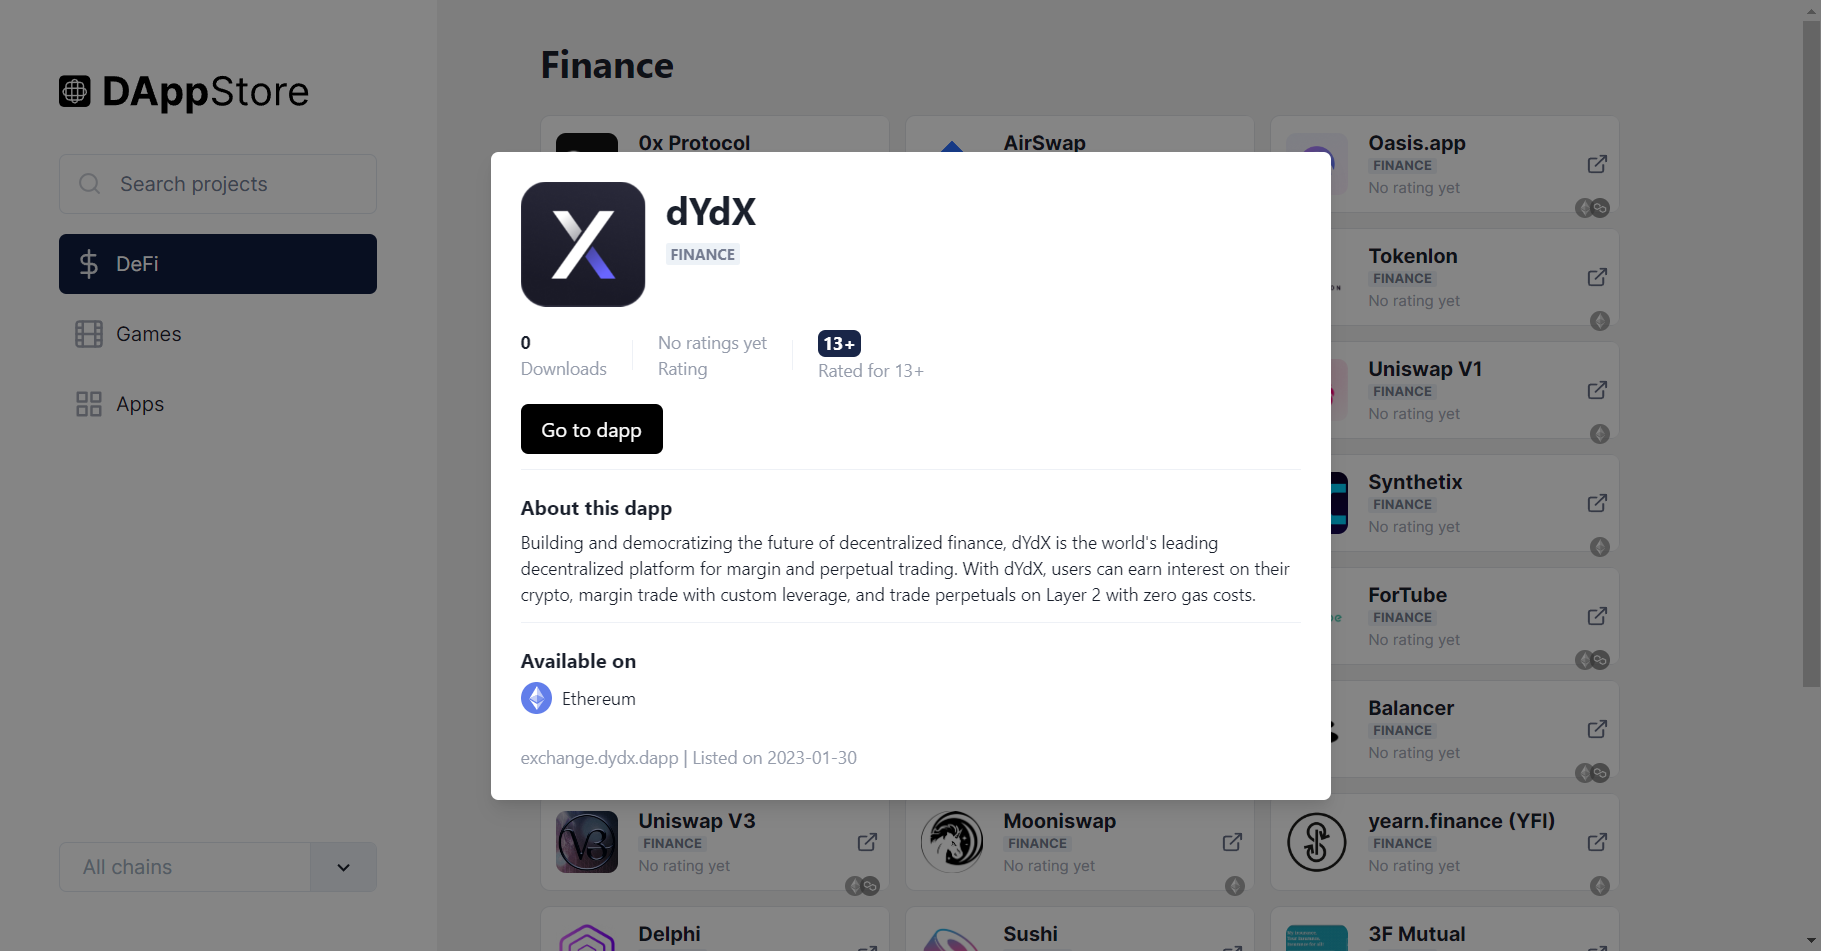 DAppStore
Search projects
DeFi
Games
Apps
All chains
Finance
0x Protocol
AirSwap
Oasis.app
FINANCE
No rating yet
Tokenlon
FINANCE
No rating yet
Uniswap V1
FINANCE
No rating yet
Synthetix
FINANCE
No rating yet
ForTube
FINANCE
No rating yet
Balancer
FINANCE
No rating yet
dYdX
FINANCE
0
Downloads
No ratings yet
Rating
13+
Rated for 13+
Go to dapp
About this dapp
Building and democratizing the future of decentralized finance, dYdX is the world's leading
decentralized platform for margin and perpetual trading. With dYdX, users can earn interest on their
crypto, margin trade with custom leverage, and trade perpetuals on Layer 2 with zero gas costs.
Available on
Ethereum
exchange.dydx.dapp | Listed on 2023-01-30
Uniswap V3
FINANCE
No rating yet
Mooniswap
FINANCE
No rating yet
yearn.finance (YFI)
FINANCE
No rating yet
Delphi
Sushi
3F Mutual